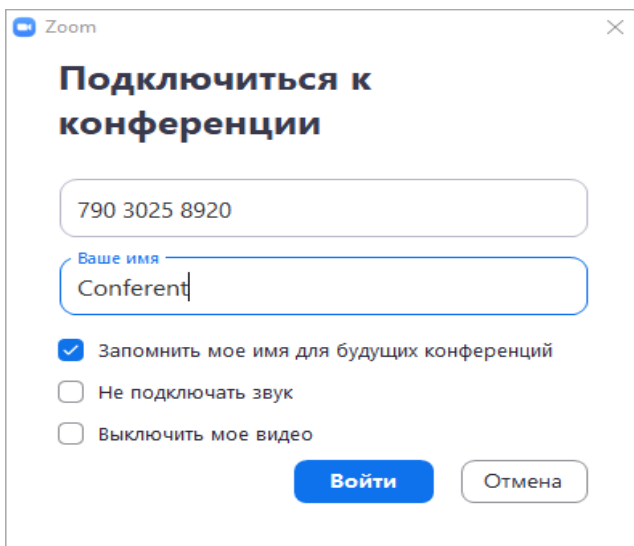 Zoom
Подключиться к
конференции
790 3025 8920
Ваше имя
Conferent
Запомнить мое имя для будущих конференций
Не подключать звук
Выключить мое видео
Войти Отмена